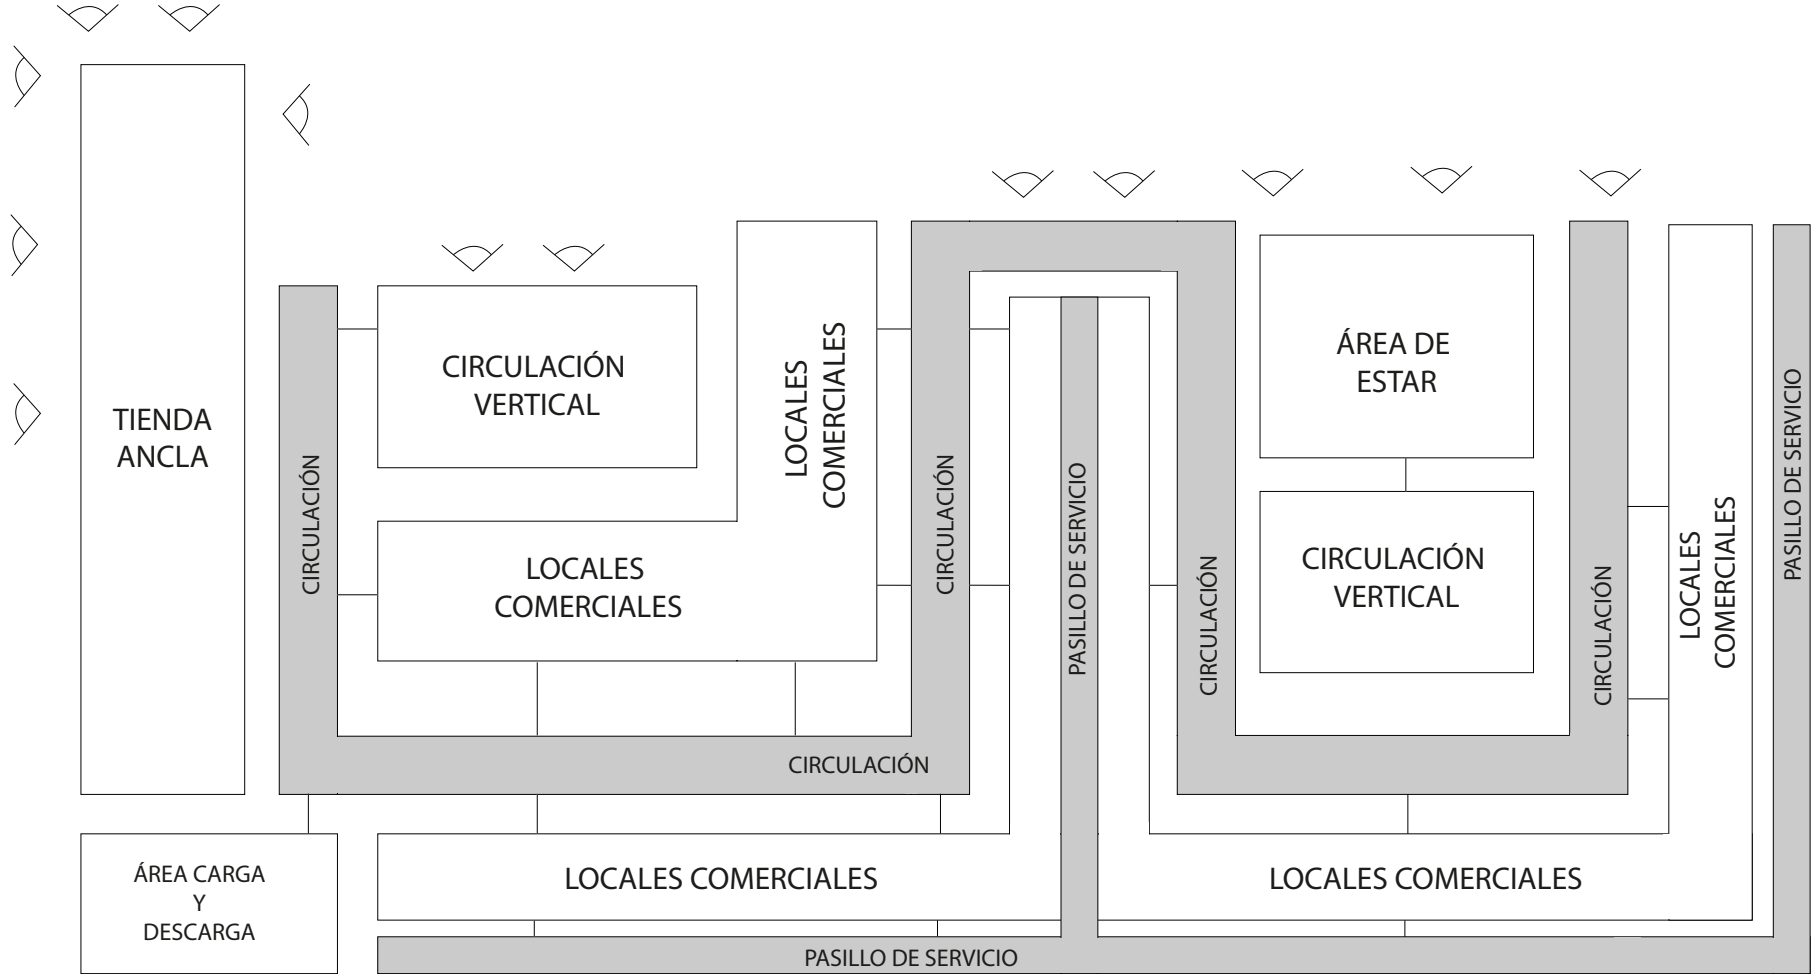 TIENDA
ANCLA
CIRCULACIÓN
CIRCULACIÓN
VERTICAL
LOCALES
COMERCIALES
LOCALES
COMERCIALES
CIRCULACIÓN
CIRCULACIÓN
PASILLO DE SERVICIO
CIRCULACIÓN
ÁREA DE
ESTAR
CIRCULACIÓN
VERTICAL
CIRCULACIÓN
LOCALES
COMERCIALES
PASILLO DE SERVICIO
ÁREA CARGA
Y
DESCARGA
LOCALES COMERCIALES
LOCALES COMERCIALES
PASILLO DE SERVICIO